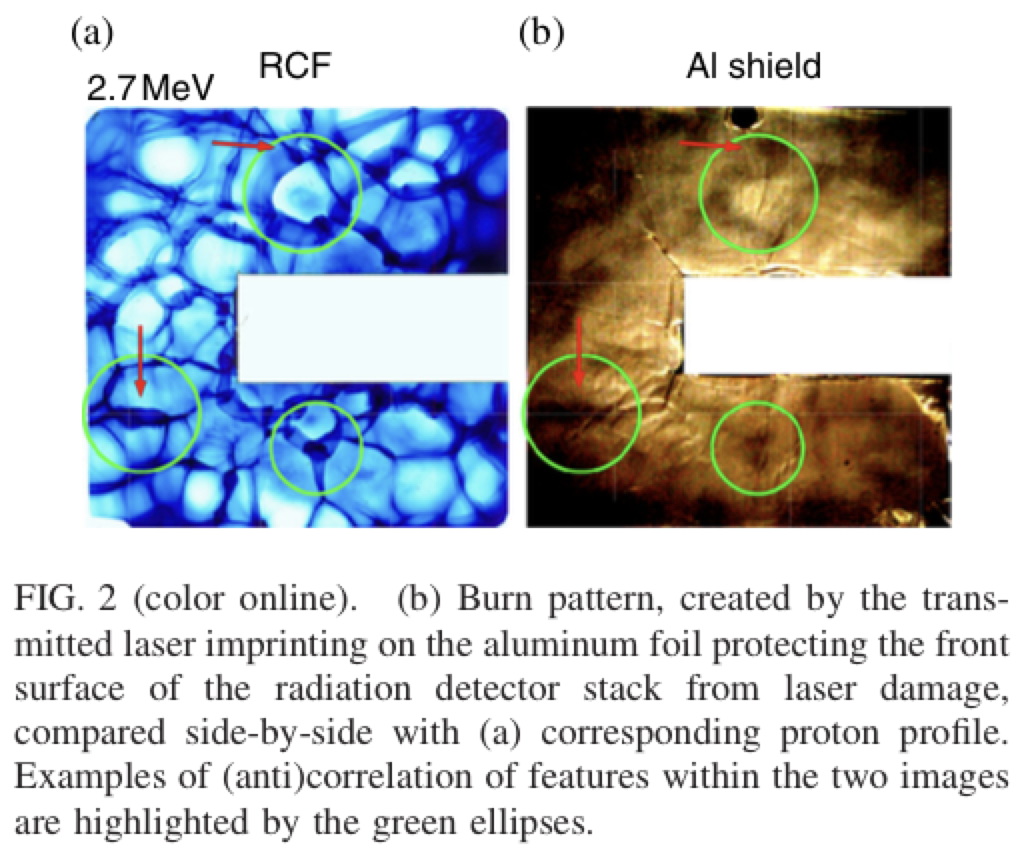 (a)
(b)
RCF
Al shield
2.7 MeV
FIG. 2 (color online). (b) Burn pattern, created by the trans-
mitted laser imprinting on the aluminum foil protecting the front
surface of the radiation detector stack from laser damage,
compared side-by-side with (a) corresponding proton profile.
Examples of (anti)correlation of features within the two images
are highlighted by the green ellipses.